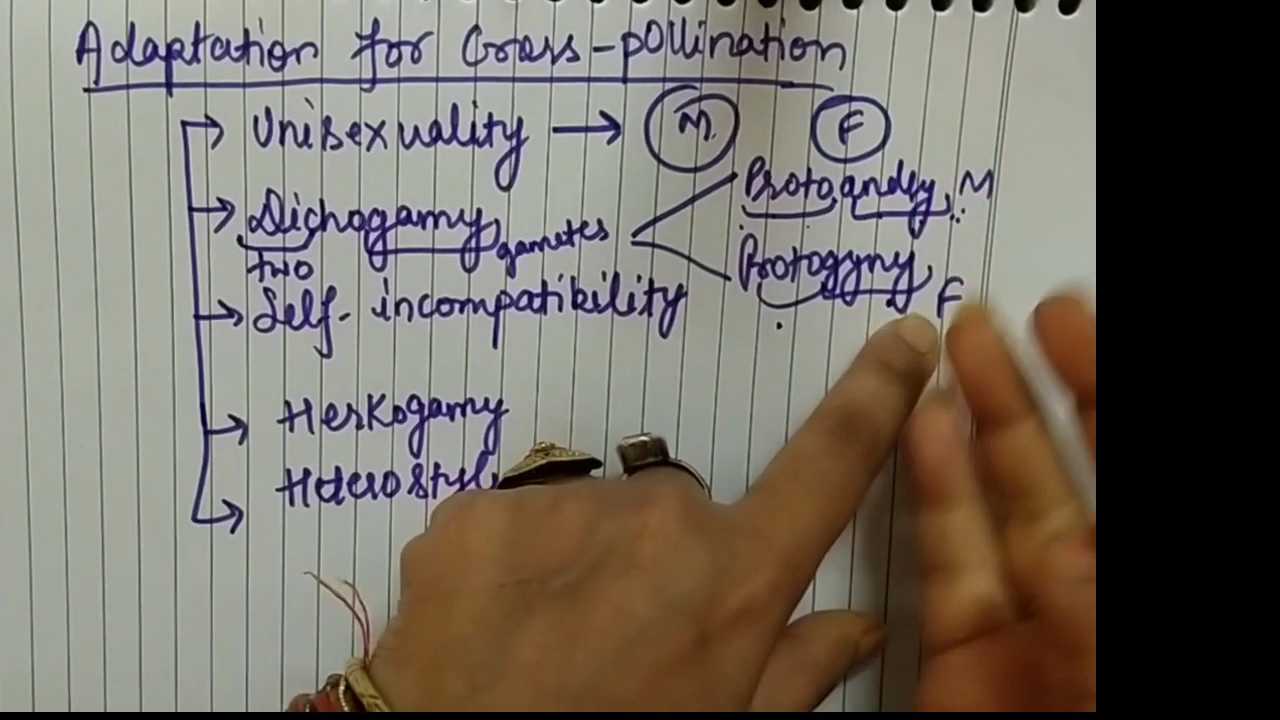 Adaptation for Cross-pollination
Unisexuality → M F
Dichogamy, gametes Protoandry, M
two Protogyny, F
Self-incompatibility
Herkogamy